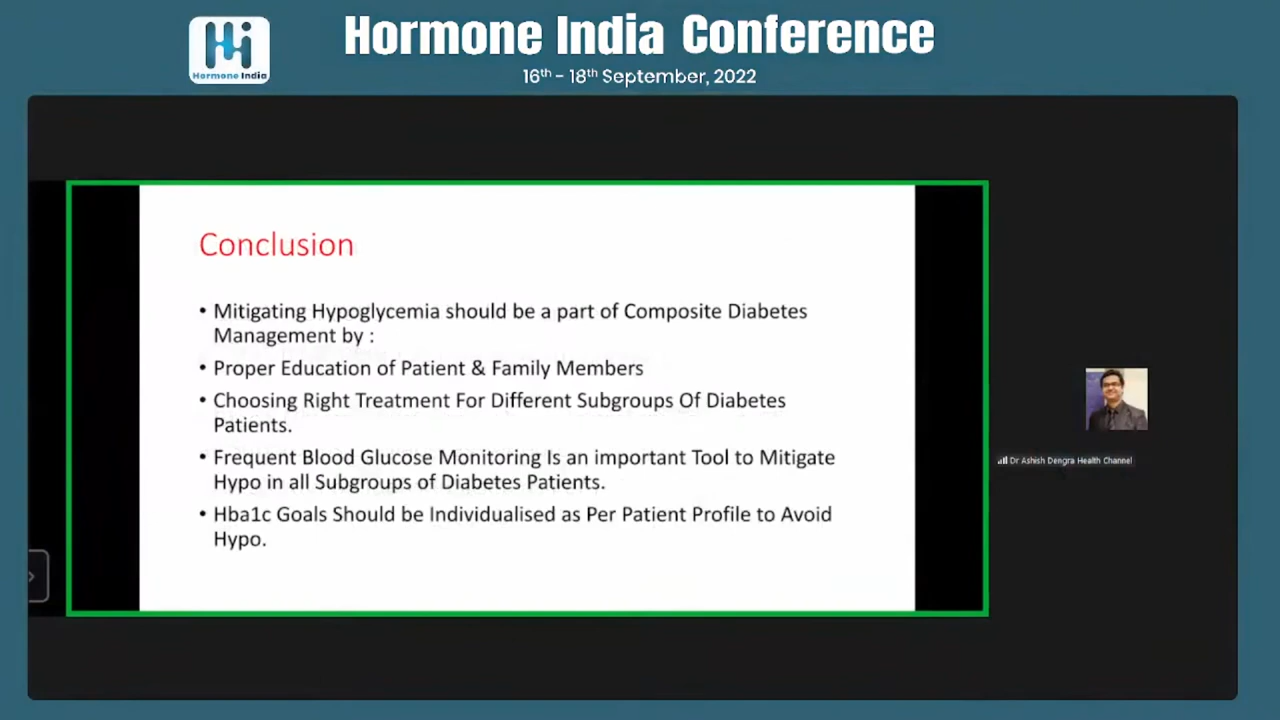 Hormone India Conference
16th - 18th September, 2022
Hi
Hormone India
Conclusion
• Mitigating Hypoglycemia should be a part of Composite Diabetes
Management by :
• Proper Education of Patient & Family Members
• Choosing Right Treatment For Different Subgroups Of Diabetes
Patients.
• Frequent Blood Glucose Monitoring Is an important Tool to Mitigate
Hypo in all Subgroups of Diabetes Patients.
• Hba1c Goals Should be Individualised as Per Patient Profile to Avoid
Hypo.
Dr Ashish Dengra Health Channel